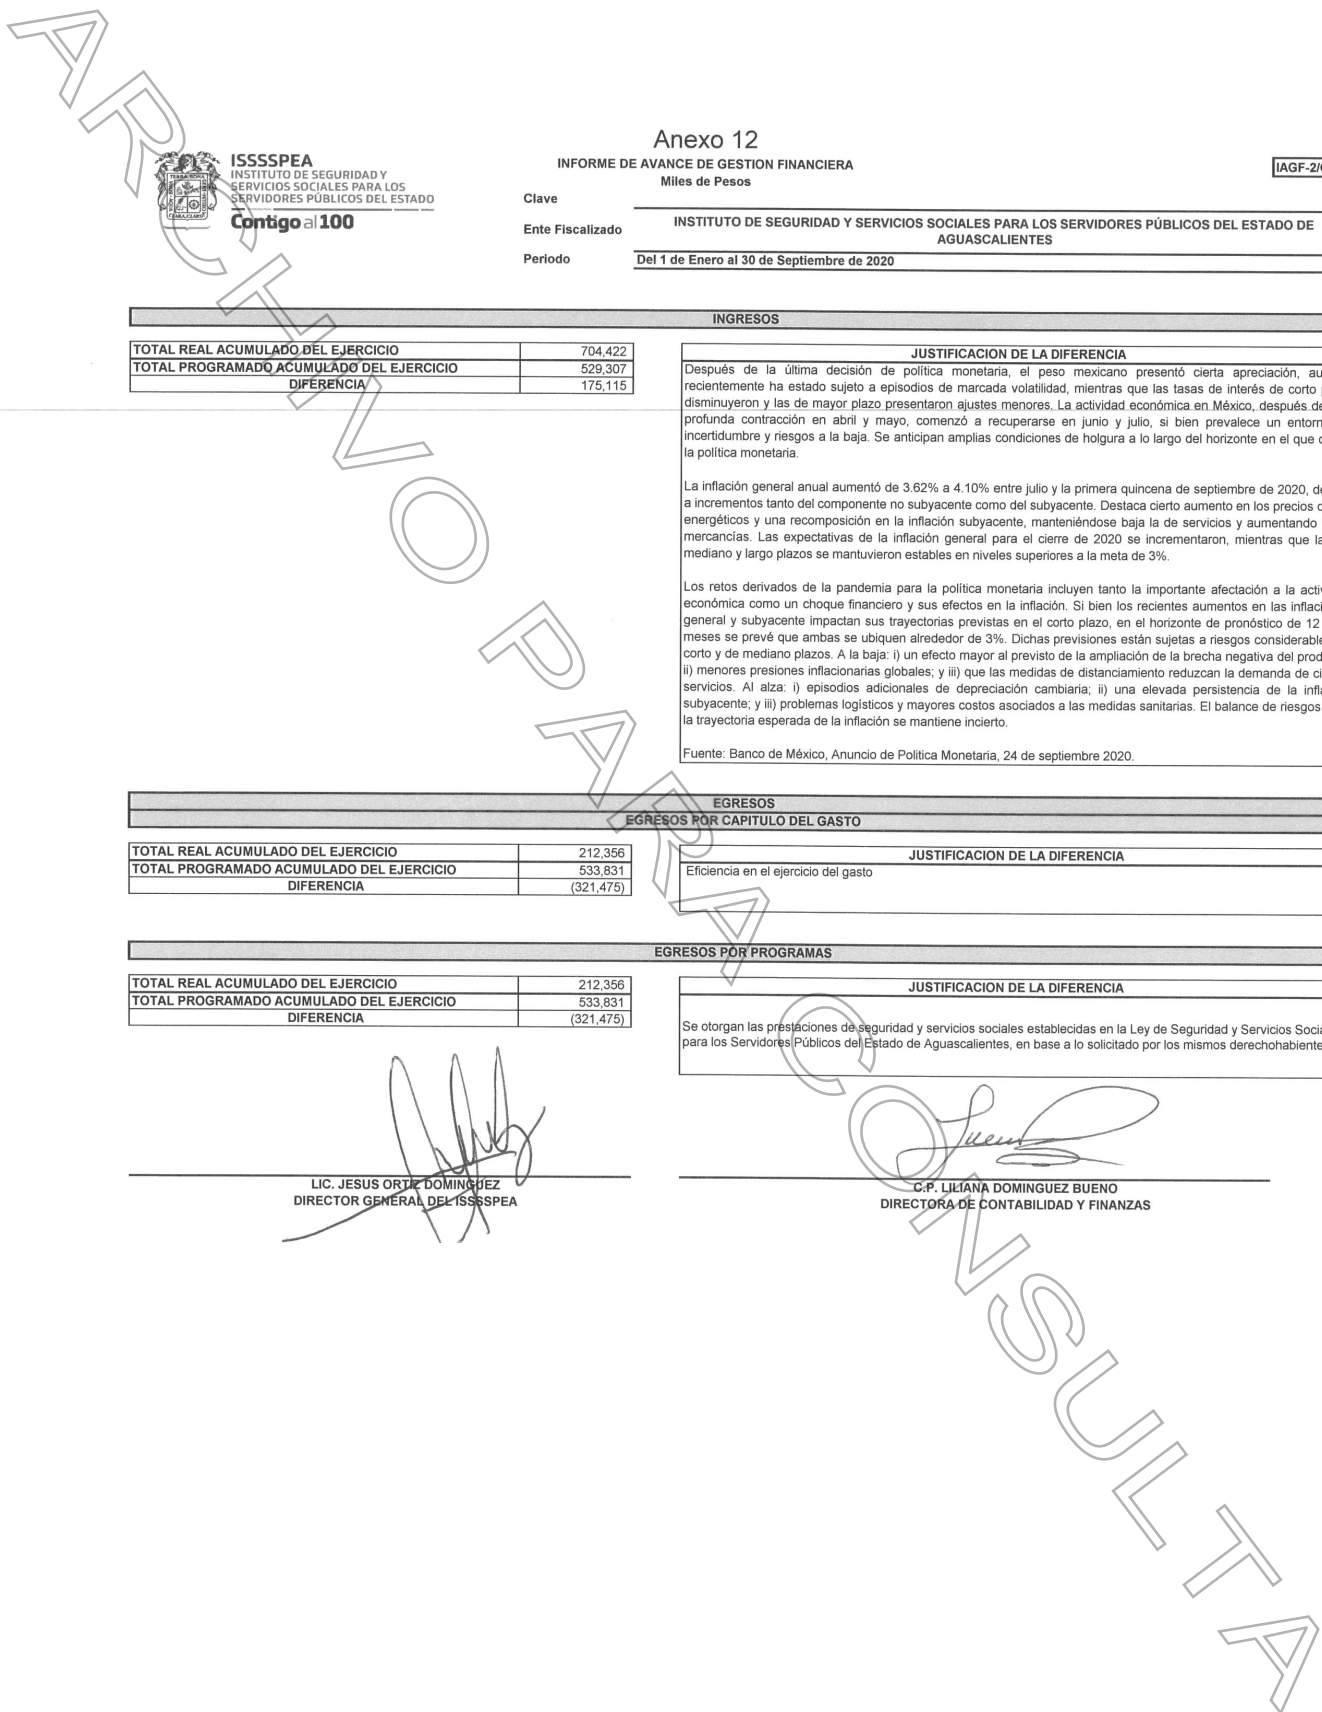 Anexo 12
ISSSSPEA
INSTITUTO DE SEGURIDAD Y
SERVICIOS SOCIALES PARA LOS
SERVIDORES PÚBLICOS DEL ESTADO
Contigo al 100
INFORME DE AVANCE DE GESTION FINANCIERA
Miles de Pesos
IAGF-2/
Clave
Ente Fiscalizado
INSTITUTO DE SEGURIDAD Y SERVICIOS SOCIALES PARA LOS SERVIDORES PÚBLICOS DEL ESTADO DE
AGUASCALIENTES
Periodo Del 1 de Enero al 30 de Septiembre de 2020
INGRESOS
TOTAL REAL ACUMULADO DEL EJERCICIO 704,422
TOTAL PROGRAMADO ACUMULADO DEL EJERCICIO 529,307
DIFERENCIA 175,115
JUSTIFICACION DE LA DIFERENCIA
Después de la última decisión de política monetaria, el peso mexicano presentó cierta apreciación, au
recientemente ha estado sujeto a episodios de marcada volatilidad, mientras que las tasas de interés de corto
disminuyeron y las de mayor plazo presentaron ajustes menores. La actividad económica en México, después de
profunda contracción en abril y mayo, comenzó a recuperarse en junio y julio, si bien prevalece un entorn
incertidumbre y riesgos a la baja. Se anticipan amplias condiciones de holgura a lo largo del horizonte en el que
la política monetaria.
La inflación general anual aumentó de 3.62% a 4.10% entre julio y la primera quincena de septiembre de 2020, de
a incrementos tanto del componente no subyacente como del subyacente. Destaca cierto aumento en los precios
energéticos y una recomposición en la inflación subyacente, manteniéndose baja la de servicios y aumentando
mercancías. Las expectativas de la inflación general para el cierre de 2020 se incrementaron, mientras que la
mediano y largo plazos se mantuvieron estables en niveles superiores a la meta de 3%.
Los retos derivados de la pandemia para la política monetaria incluyen tanto la importante afectación a la activ
económica como un choque financiero y sus efectos en la inflación. Si bien los recientes aumentos en las inflaci
general y subyacente impactan sus trayectorias previstas en el corto plazo, en el horizonte de pronóstico de 12
meses se prevé que ambas se ubiquen alrededor de 3%. Dichas previsiones están sujetas a riesgos considerable
corto y de mediano plazos. A la baja: i) un efecto mayor al previsto de la ampliación de la brecha negativa del prod
ii) menores presiones inflacionarias globales; y iii) que las medidas de distanciamiento reduzcan la demanda de ci
servicios. Al alza: i) episodios adicionales de depreciación cambiaria; ii) una elevada persistencia de la infla
subyacente; y iii) problemas logísticos y mayores costos asociados a las medidas sanitarias. El balance de riesgos
la trayectoria esperada de la inflación se mantiene incierto.
Fuente: Banco de México, Anuncio de Politica Monetaria, 24 de septiembre 2020.
EGRESOS
EGRESOS POR CAPITULO DEL GASTO
TOTAL REAL ACUMULADO DEL EJERCICIO 212,356
TOTAL PROGRAMADO ACUMULADO DEL EJERCICIO 533,831
DIFERENCIA (321,475)
JUSTIFICACION DE LA DIFERENCIA
Eficiencia en el ejercicio del gasto
EGRESOS POR PROGRAMAS
TOTAL REAL ACUMULADO DEL EJERCICIO 212,356
TOTAL PROGRAMADO ACUMULADO DEL EJERCICIO 533,831
DIFERENCIA (321,475)
JUSTIFICACION DE LA DIFERENCIA
Se otorgan las prestaciones de seguridad y servicios sociales establecidas en la Ley de Seguridad y Servicios Socia
para los Servidores Públicos del Estado de Aguascalientes, en base a lo solicitado por los mismos derechohabiente
LIC. JESUS ORTIZ DOMINGUEZ
DIRECTOR GENERAL DEL ISSSSPEA
C.P. LILIANA DOMINGUEZ BUENO
DIRECTORA DE CONTABILIDAD Y FINANZAS
ARCHIVO PARA CONSULTA